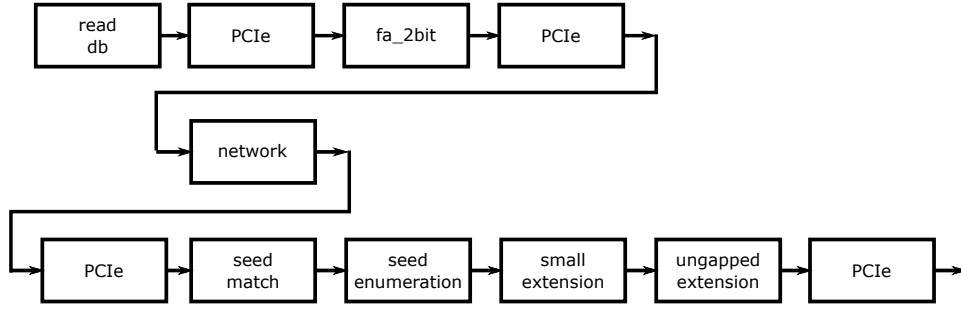 read
db
PCIe
fa_2bit
PCIe
network
PCIe
seed
match
seed
enumeration
small
extension
ungapped
extension
PCIe